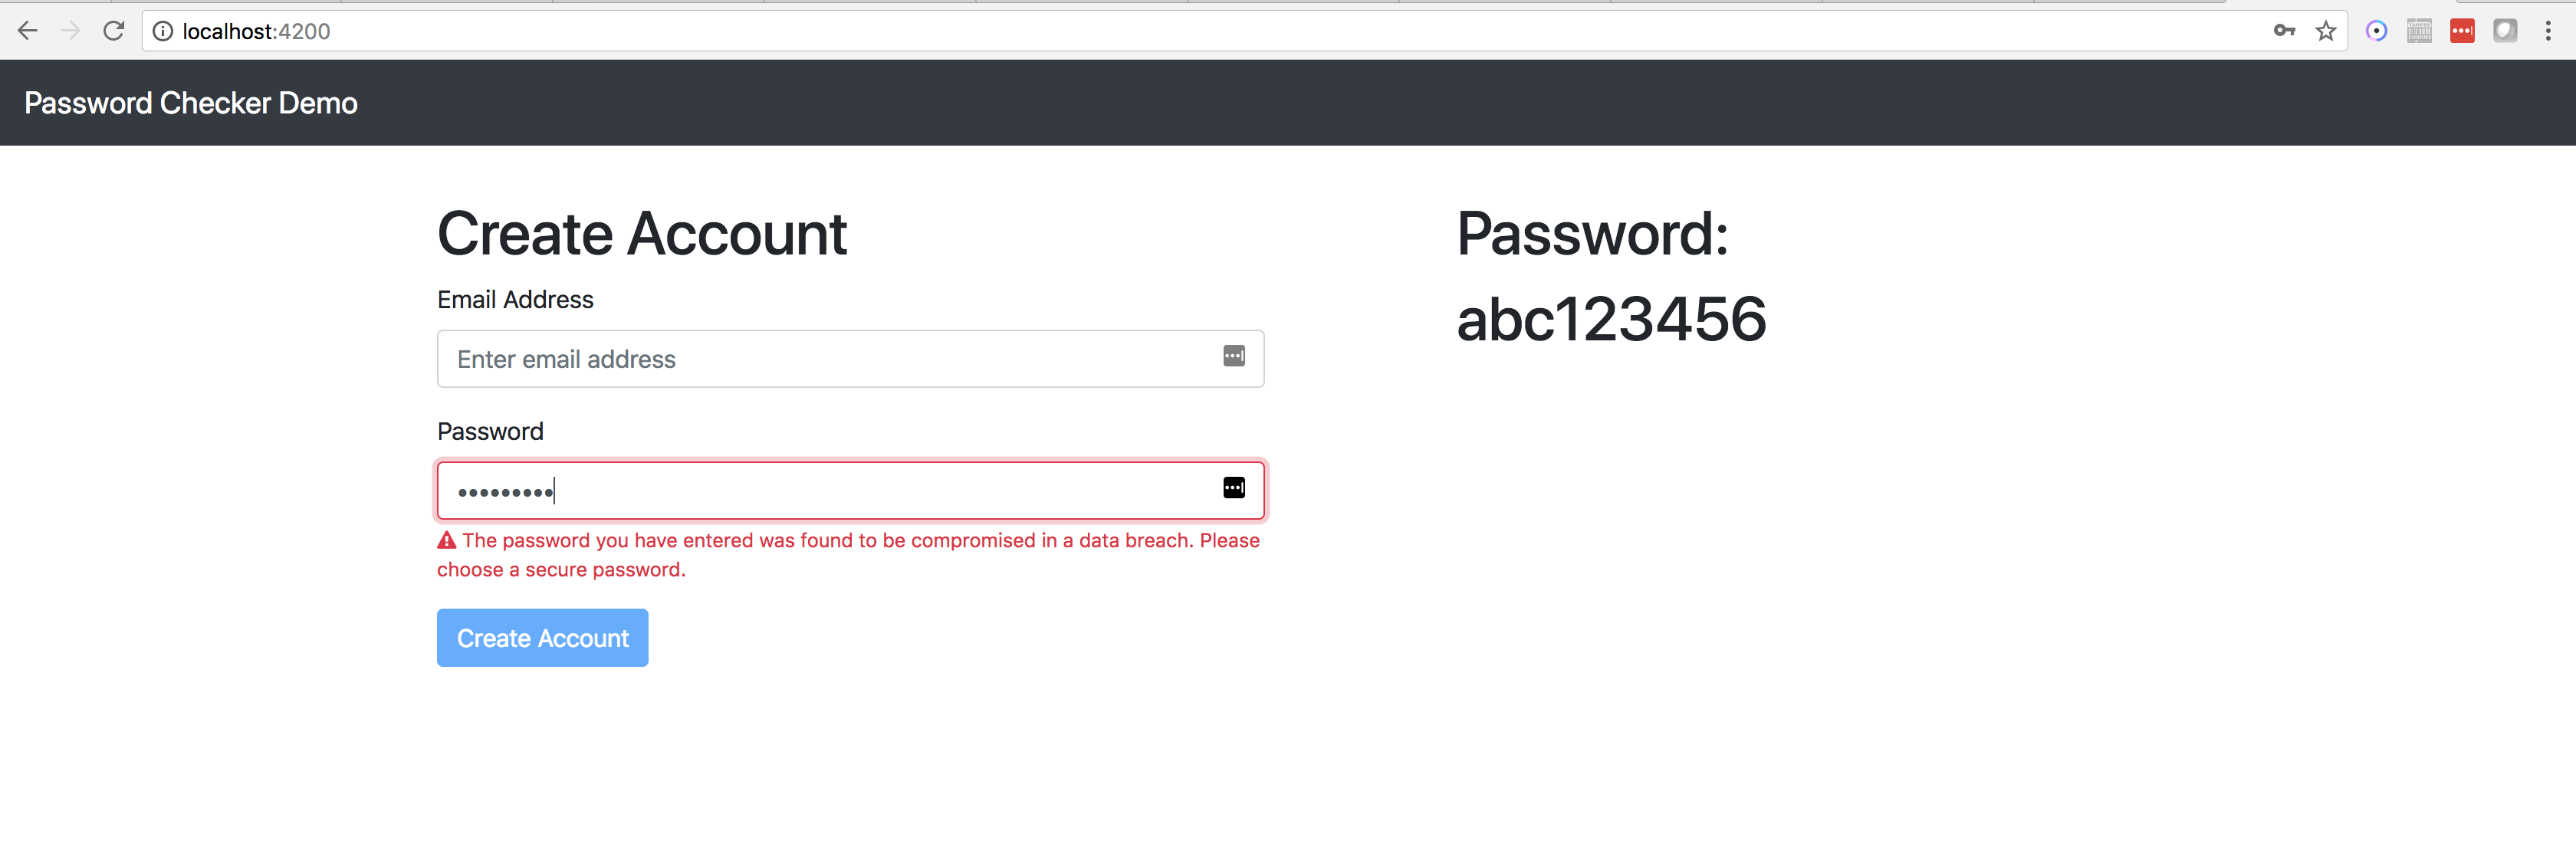 localhost:4200
Password Checker Demo
Create Account
Email Address
Enter email address
Password
•••••••••
The password you have entered was found to be compromised in a data breach. Please
choose a secure password.
Create Account
Password:
abc123456